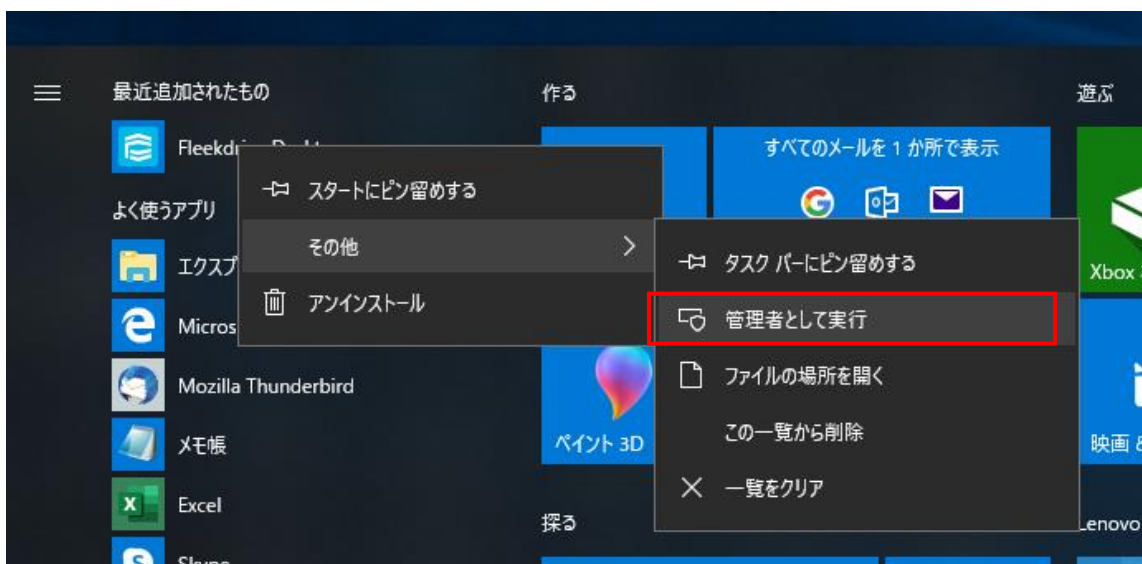 最近追加されたもの
Fleekdr
よく使うアプリ
エクスプ
Micros
Mozilla Thunderbird
メモ帳
Excel
スタートにピン留めする
その他
アンインストール
作る
すべてのメールを 1 か所で表示
タスク バーにピン留めする
管理者として実行
ファイルの場所を開く
この一覧から削除
一覧をクリア
ペイント 3D
探る
遊ぶ
Xbox
映画 &
Lenovo